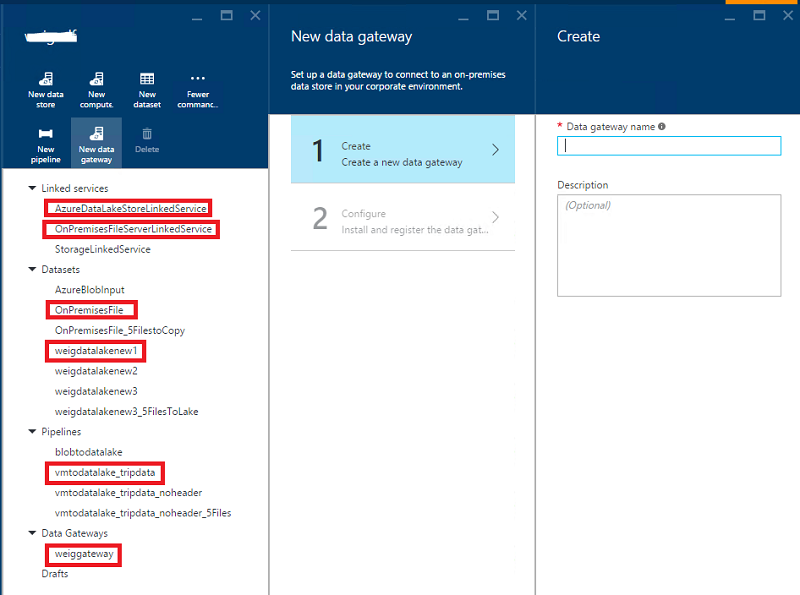 New data store
New comput.
New dataset
Fewer commanc..
New pipeline
New data gateway
Delete
Linked services
AzureDataLakeStoreLinkedService
OnPremisesFileServerLinkedService
StorageLinkedService
Datasets
AzureBlobInput
OnPremisesFile
OnPremisesFile_5FilestoCopy
weigdatalakenew1
weigdatalakenew2
weigdatalakenew3
weigdatalakenew3_5FilesToLake
Pipelines
blobtodatalake
vmtodatalake_tripdata
vmtodatalake_tripdata_noheader
vmtodatalake_tripdata_noheader_5Files
Data Gateways
weiggateway
Drafts
New data gateway
Set up a data gateway to connect to an on-premises
data store in your corporate environment.
1
Create
Create a new data gateway
2
Configure
Install and register the data gat...
Create
* Data gateway name
Description
(Optional)